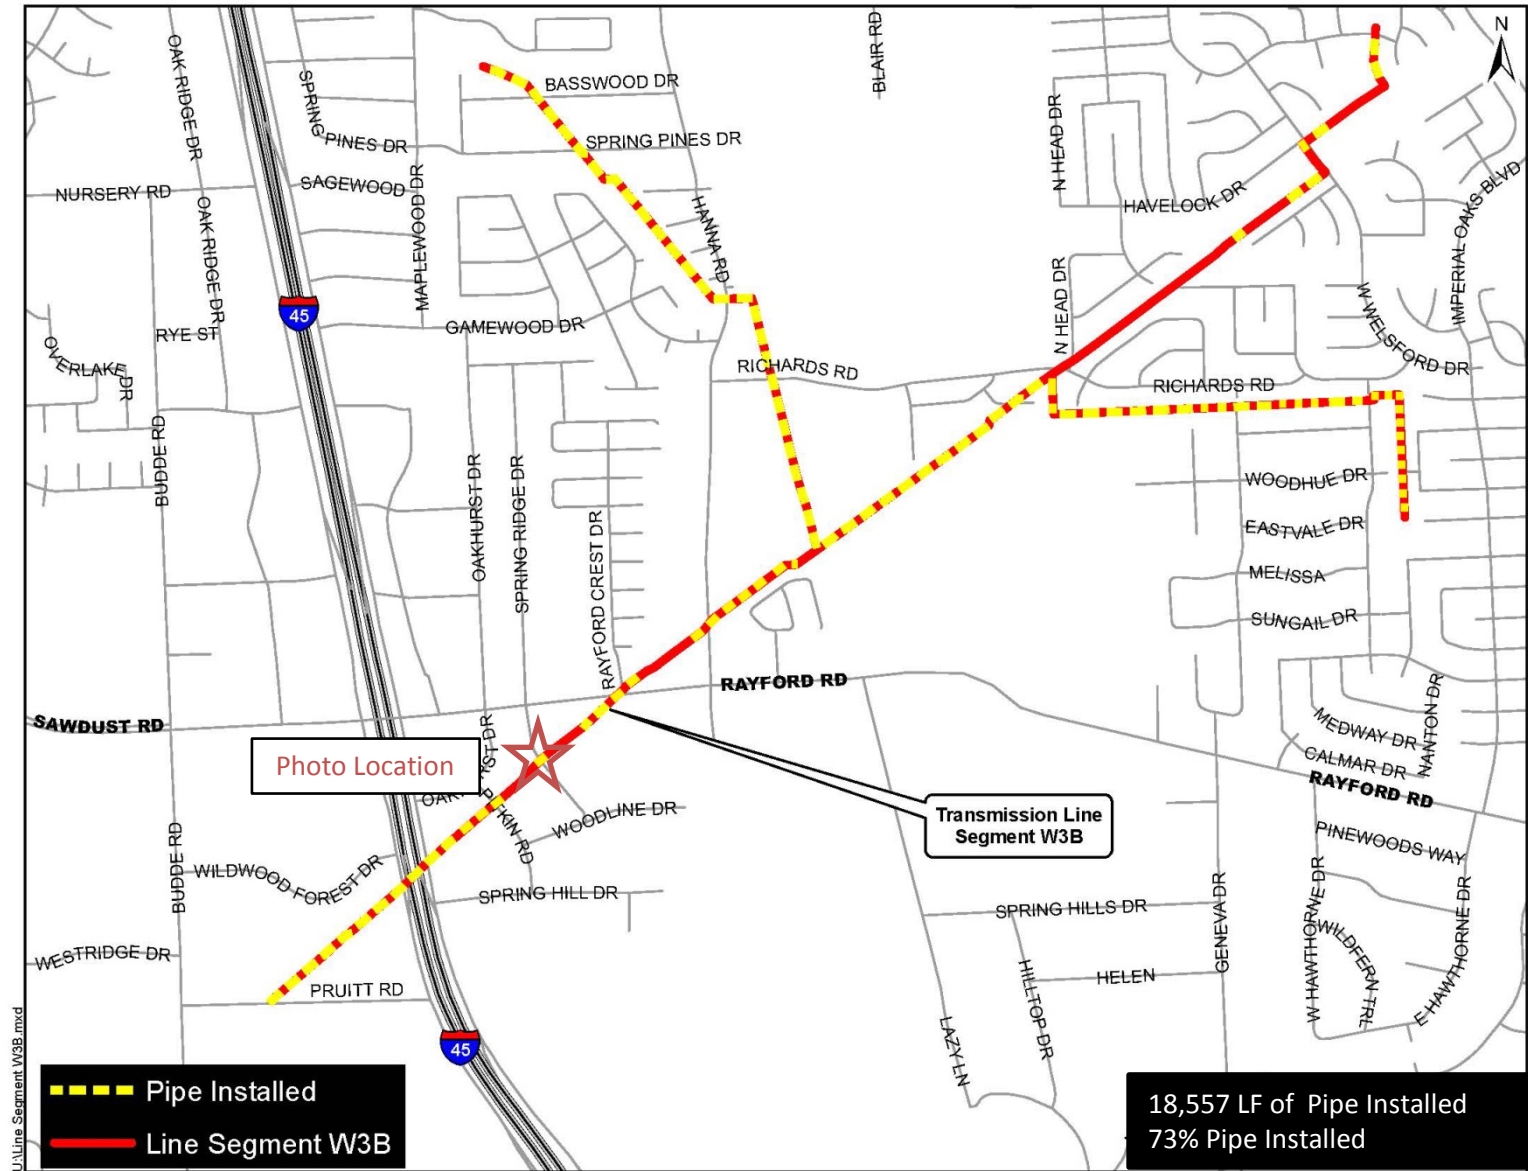 N
BLAIR RD
OAK RIDGE DR
SPRING PINES DR
BASSWOOD DR
SPRING PINES DR
N HEAD DR
NURSERY RD
SAGEWOOD
MAPLEWOOD DR
HANNA RD
HAVELOCK DR
IMPERIAL OAKS BLVD
OAK RIDGE DR
45
N HEAD DR
W WELSFORD DR
RYE ST
GAMEWOOD DR
OVERLAKE DR
RICHARDS RD
RICHARDS RD
BUDDE RD
OAKHURST DR
SPRING RIDGE DR
RAYFORD CREST DR
WOODHUE DR
EASTVALE DR
MELISSA
SUNGAIL DR
RAYFORD RD
SAWDUST RD
MEDWAY DR
NANTON DR
CALMAR DR
RAYFORD RD
Photo Location
WOODLINE DR
Transmission Line
Segment W3B
PINEWOODS WAY
BUDDE RD
WILDWOOD FOREST DR
SPRING HILL DR
SPRING HILLS DR
GENEVA DR
W HAWTHORNE DR
WILDFERN TRL
E HAWTHORNE DR
WESTRIDGE DR
PRUITT RD
HELEN
HILLTOP DR
LAZY LN
45
U:\Line Segment W3B.mxd
Pipe Installed
Line Segment W3B
18,557 LF of Pipe Installed
73% Pipe Installed